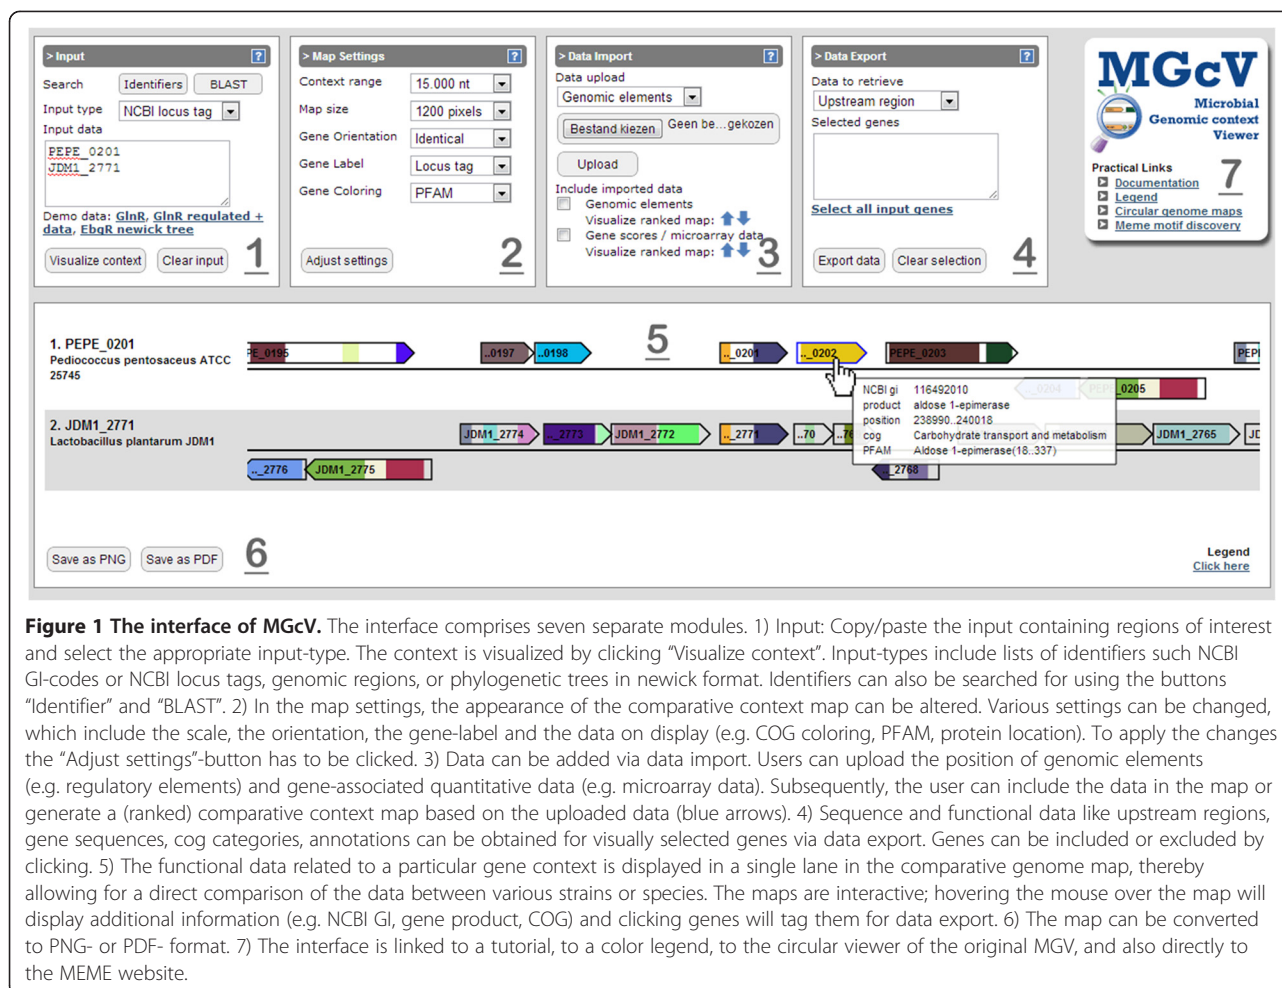 > Input ?
Search Identifiers BLAST
Input type NCBI locus tag
Input data
PEPE_0201
JDM1_2771
Demo data: GlnR, GlnR regulated +
data, EbgR newick tree
Visualize context Clear input 1
> Map Settings ?
Context range 15.000 nt
Map size 1200 pixels
Gene Orientation Identical
Gene Label Locus tag
Gene Coloring PFAM
Adjust settings 2
> Data Import ?
Data upload
Genomic elements
Bestand kiezen Geen be...gekozen
Upload
Include imported data
Genomic elements
Visualize ranked map:
Gene scores / microarray data
Visualize ranked map: 3
> Data Export ?
Data to retrieve
Upstream region
Selected genes
Select all input genes
Export data Clear selection 4
MGcV
Microbial
Genomic context
Viewer
Practical Links 7
Documentation
Legend
Circular genome maps
Meme motif discovery
1. PEPE_0201
Pediococcus pentosaceus ATCC
25745
5
PE_0195 ..0197 ..0198 .._0201 .._0202 PEPE_0203 PEPI
.._0204 PEPE_0205
NCBI gi 116492010
product aldose 1-epimerase
position 238990..240018
cog Carbohydrate transport and metabolism
PFAM Aldose 1-epimerase(18..337)
2. JDM1_2771
Lactobacillus plantarum JDM1
JDM1_2774 .._2773 JDM1_2772 .._2771 ..70 ..76 JDM1_2765 JD
.._2776 JDM1_2775 .._2768
Save as PNG Save as PDF 6
Legend
Click here
Figure 1 The interface of MGcV. The interface comprises seven separate modules. 1) Input: Copy/paste the input containing regions of interest
and select the appropriate input-type. The context is visualized by clicking “Visualize context”. Input-types include lists of identifiers such NCBI
GI-codes or NCBI locus tags, genomic regions, or phylogenetic trees in newick format. Identifiers can also be searched for using the buttons
“Identifier” and “BLAST”. 2) In the map settings, the appearance of the comparative context map can be altered. Various settings can be changed,
which include the scale, the orientation, the gene-label and the data on display (e.g. COG coloring, PFAM, protein location). To apply the changes
the “Adjust settings”-button has to be clicked. 3) Data can be added via data import. Users can upload the position of genomic elements
(e.g. regulatory elements) and gene-associated quantitative data (e.g. microarray data). Subsequently, the user can include the data in the map or
generate a (ranked) comparative context map based on the uploaded data (blue arrows). 4) Sequence and functional data like upstream regions,
gene sequences, cog categories, annotations can be obtained for visually selected genes via data export. Genes can be included or excluded by
clicking. 5) The functional data related to a particular gene context is displayed in a single lane in the comparative genome map, thereby
allowing for a direct comparison of the data between various strains or species. The maps are interactive; hovering the mouse over the map will
display additional information (e.g. NCBI GI, gene product, COG) and clicking genes will tag them for data export. 6) The map can be converted
to PNG- or PDF- format. 7) The interface is linked to a tutorial, to a color legend, to the circular viewer of the original MGV, and also directly to
the MEME website.